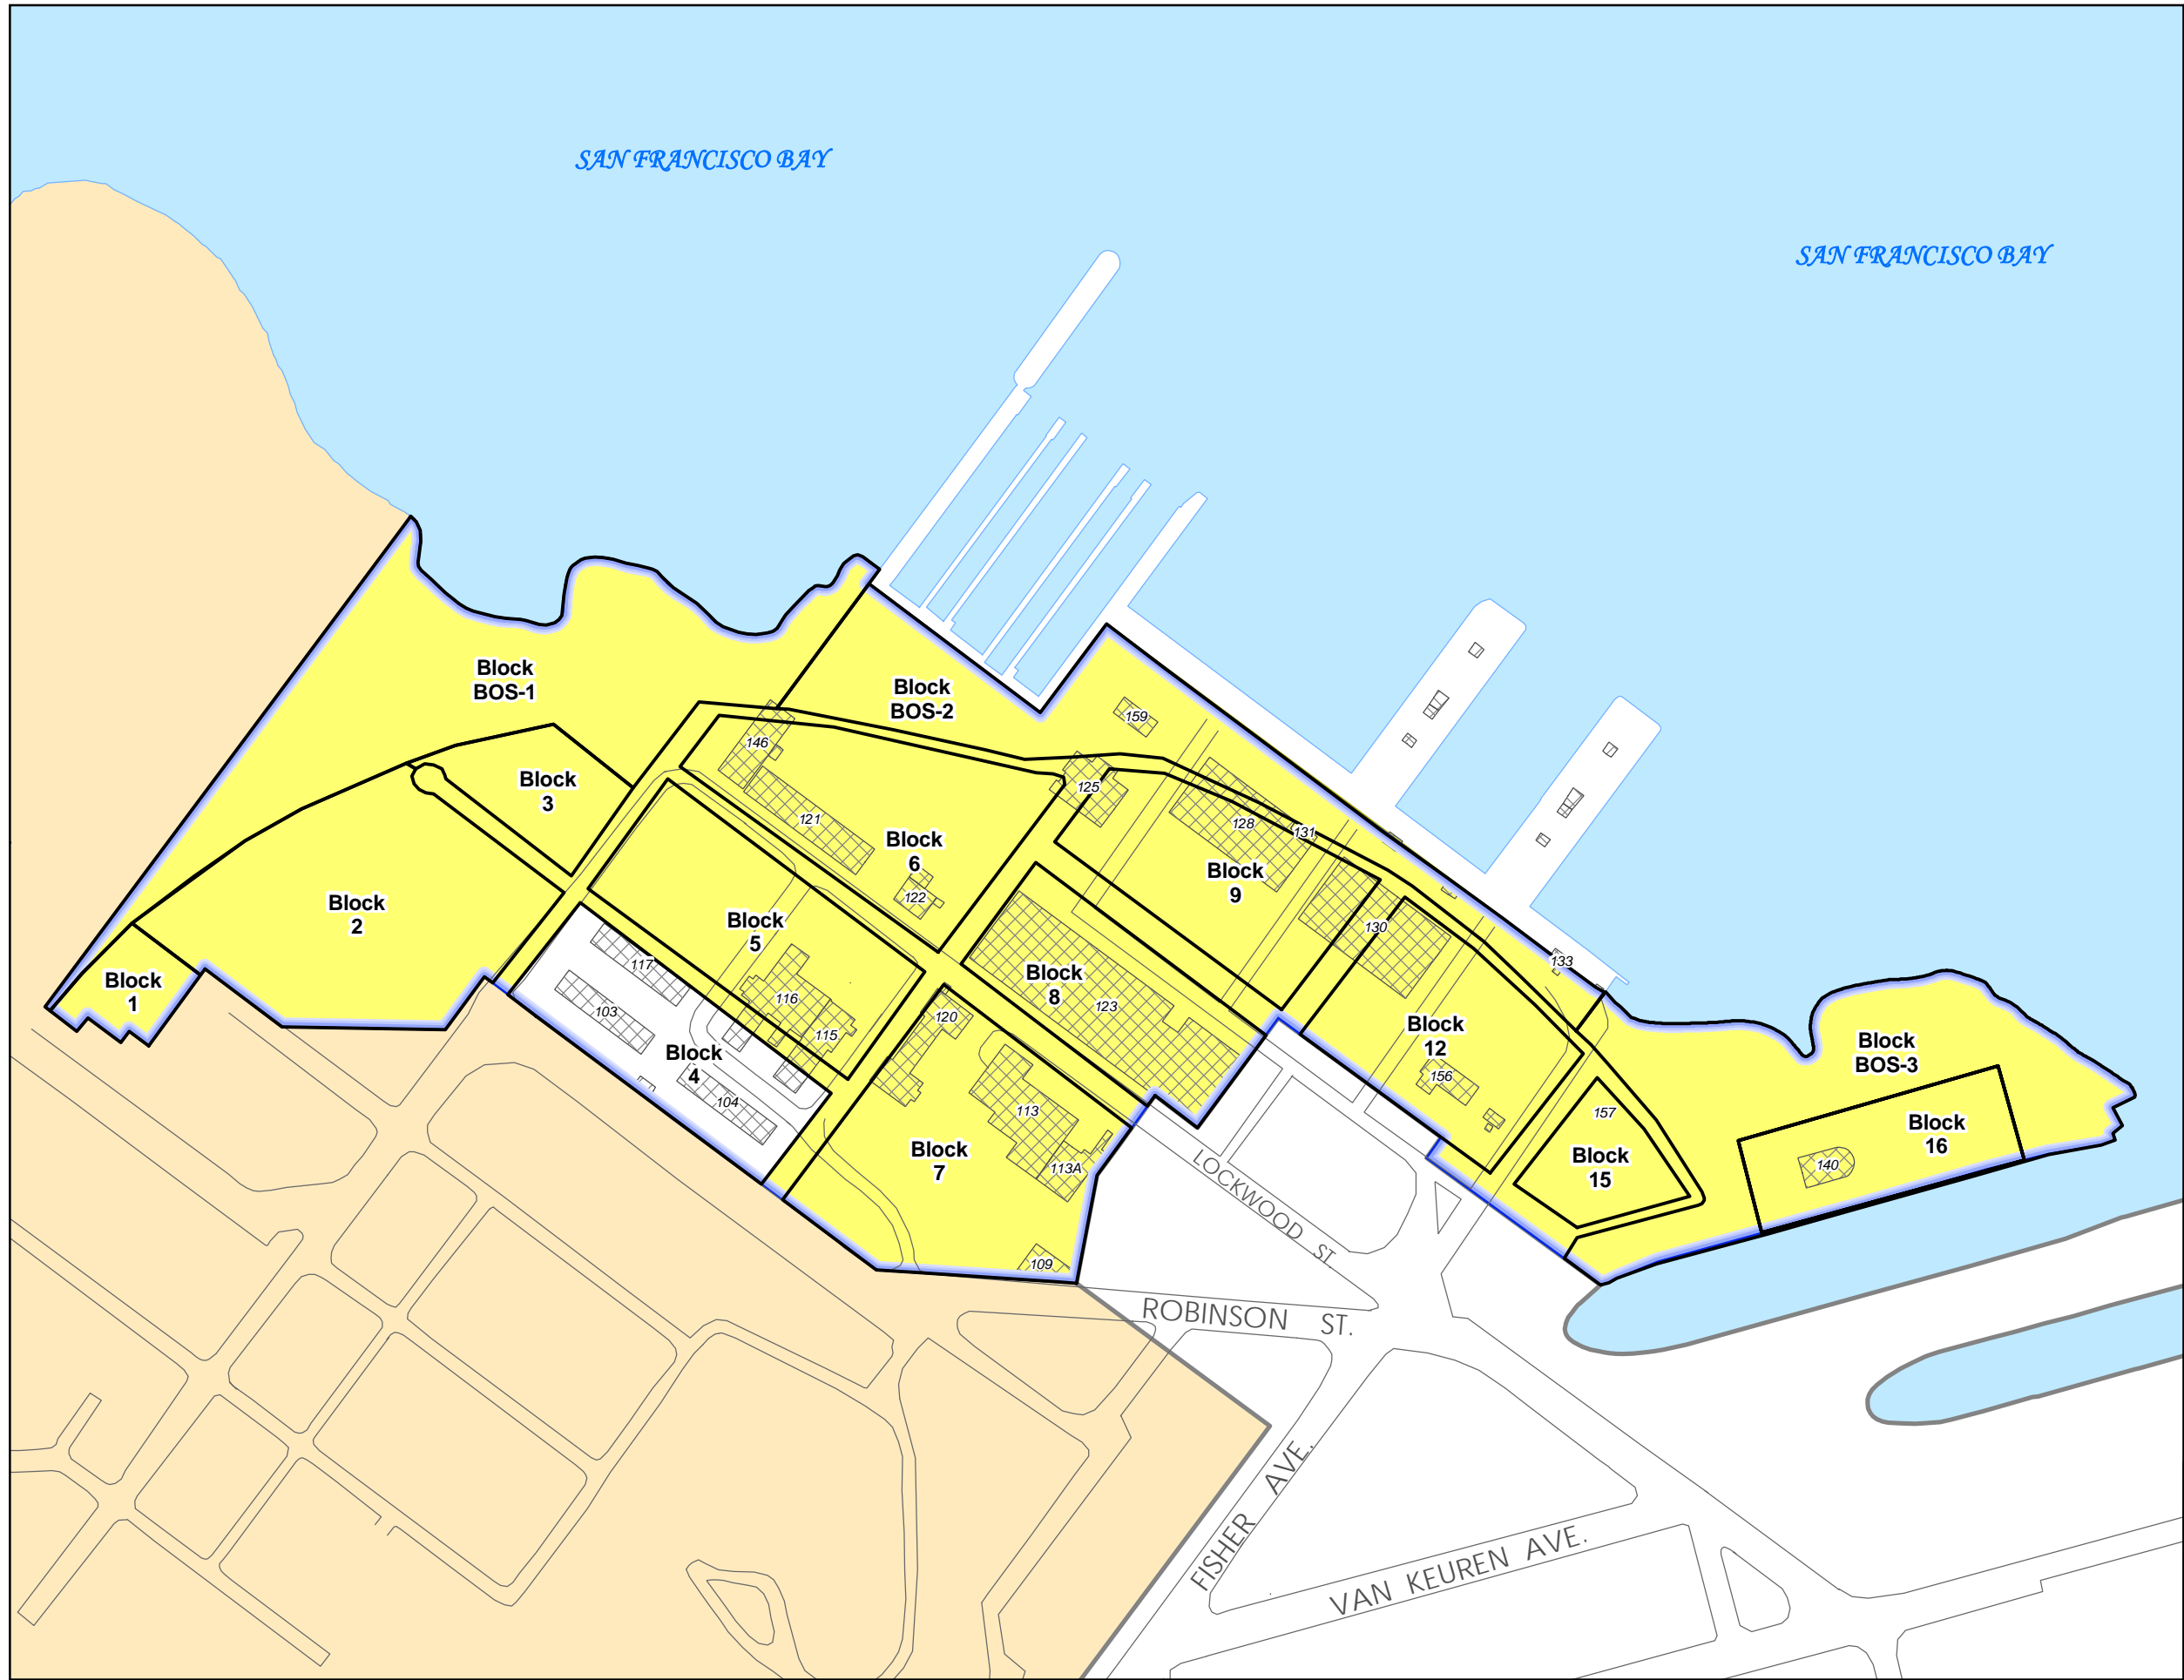 SAN FRANCISCO BAY
SAN FRANCISCO BAY
Block
BOS-1
Block
BOS-2
159
146
Block
3
125
121
128
131
Block
6
Block
9
122
Block
2
Block
5
130
117
133
Block
1
Block
8
116
123
103
120
115
Block
12
Block
BOS-3
Block
4
156
104
113
157
Block
16
Block
7
113A
Block
15
140
LOCKWOOD ST.
109
ROBINSON ST.
FISHER AVE.
VAN KEUREN AVE.